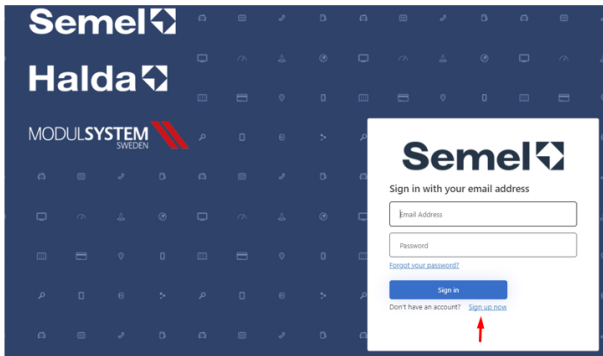 Semel
Halda
MODULSYSTEM
SWEDEN
Semel
Sign in with your email address
Email Address
Password
Forgot your password?
Sign in
Don't have an account? Sign up now